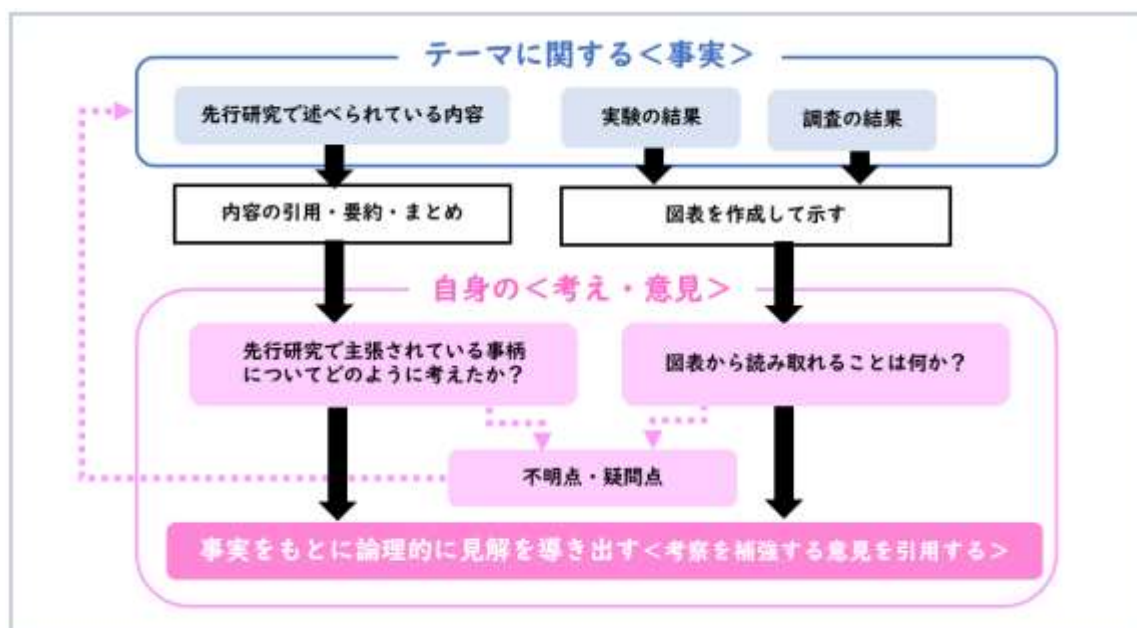 テーマに関する＜事実＞
先行研究で述べられている内容
実験の結果
調査の結果
内容の引用・要約・まとめ
図表を作成して示す
自身の＜考え・意見＞
先行研究で主張されている事柄
についてどのように考えたか？
図表から読み取れることは何か？
不明点・疑問点
事実をもとに論理的に見解を導き出す＜考察を補強する意見を引用する＞